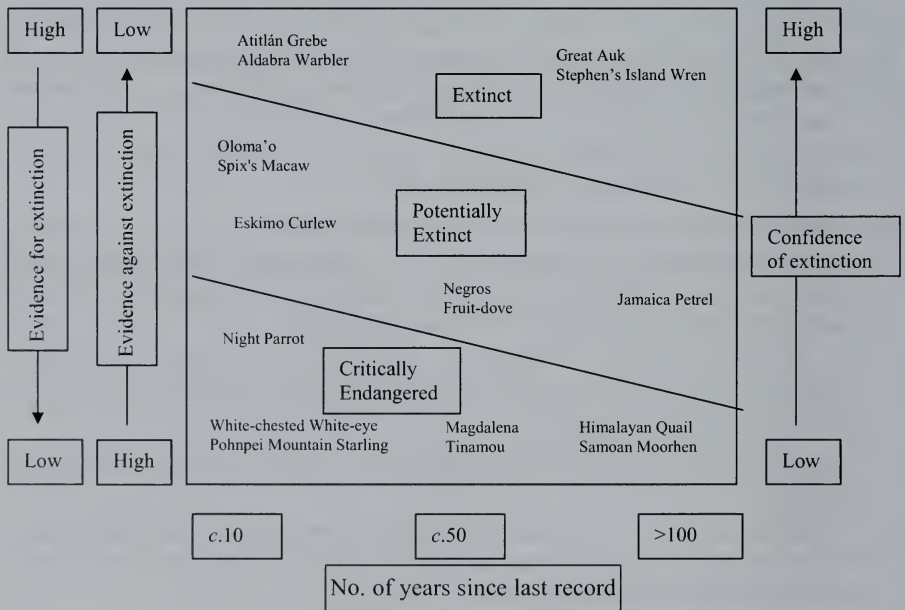 High
Low
Evidence for extinction
Low
High
Evidence against extinction
Atitlán Grebe
Aldabra Warbler
Great Auk
Stephen’s Island Wren
Extinct
Oloma’o
Spix's Macaw
Eskimo Curlew
Potentially
Extinct
Negros
Fruit-dove
Jamaica Petrel
Night Parrot
Critically
Endangered
White-chested White-eye
Pohnpei Mountain Starling
Magdalena
Tinamou
Himalayan Quail
Samoan Moorhen
High
Confidence
of extinction
Low
c.10
c.50
>100
No. of years since last record